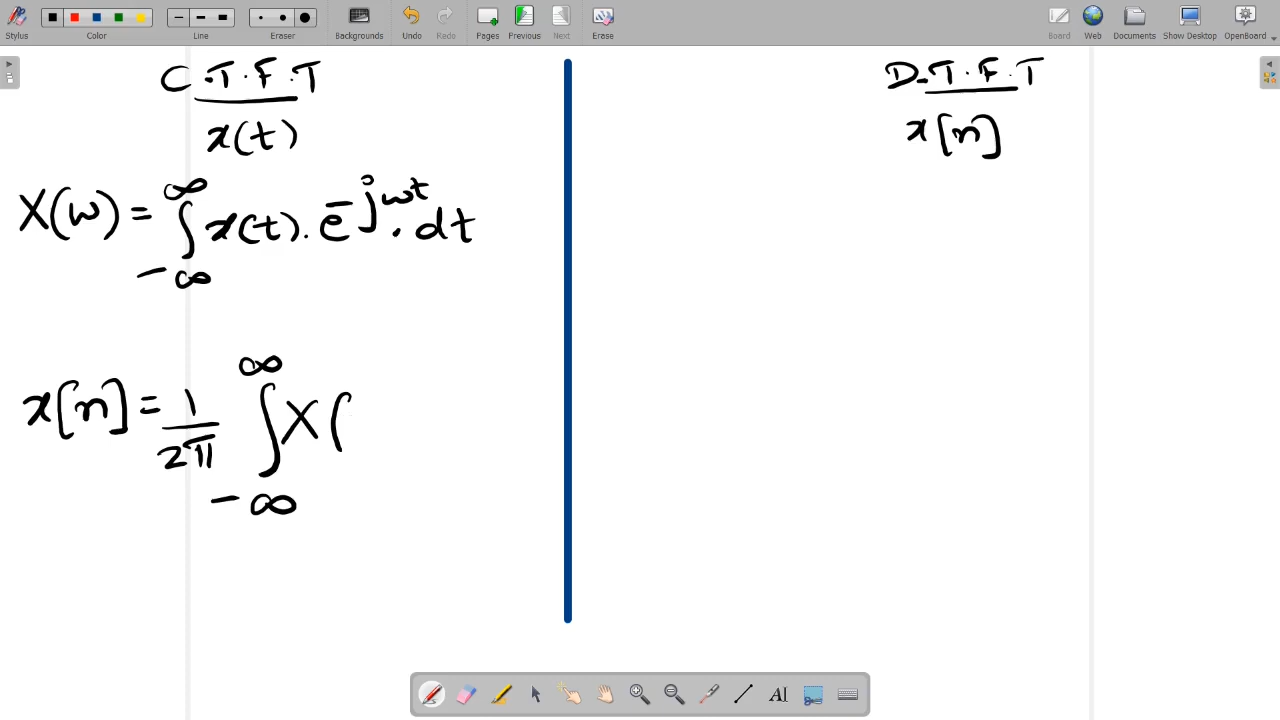 Stylus Color Line Eraser Backgrounds Undo Redo Pages Previous Next Erase Board Web Documents Show Desktop OpenBoard
C.T.F.T
x(t)
X(w) = ∫_{-∞}^{∞} x(t) . e^{-jwt} . dt
x[n] = 1/2π ∫_{-∞}^{∞} X(
D.T.F.T
x[n]
AI